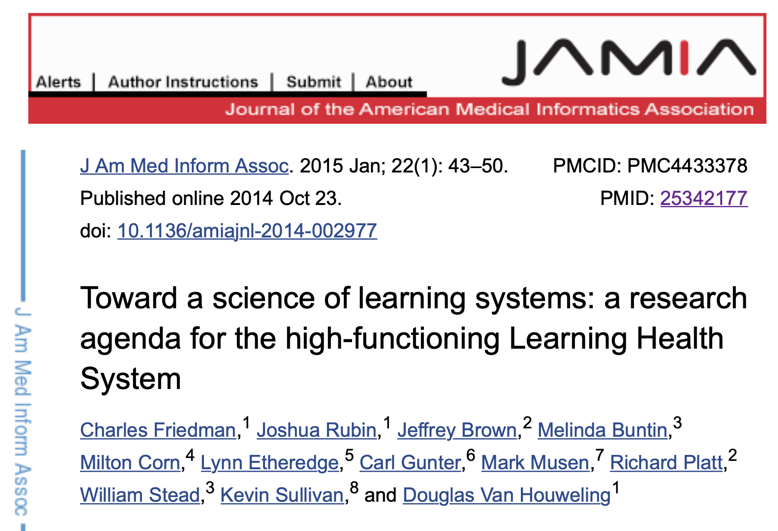 JAMIA
Alerts | Author Instructions | Submit | About
Journal of the American Medical Informatics Association
J Am Med Inform Assoc. 2015 Jan; 22(1): 43–50. PMCID: PMC4433378
Published online 2014 Oct 23. PMID: 25342177
doi: 10.1136/amiajnl-2014-002977
Toward a science of learning systems: a research
agenda for the high-functioning Learning Health
System
Charles Friedman,1 Joshua Rubin,1 Jeffrey Brown,2 Melinda Buntin,3
Milton Corn,4 Lynn Etheredge,5 Carl Gunter,6 Mark Musen,7 Richard Platt,2
William Stead,3 Kevin Sullivan,8 and Douglas Van Houweling1
J Am Med Inform Assoc